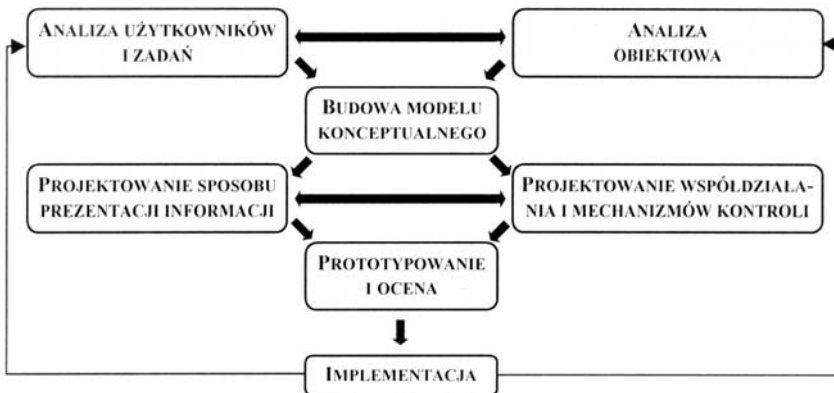 ANALIZA UŻYTKOWNIKÓW
I ZADAŃ
ANALIZA
OBIEKTOWA
BUDOWA MODELU
KONCEPTUALNEGO
PROJEKTOWANIE SPOSOBU
PREZENTACJI INFORMACJI
PROJEKTOWANIE WSPÓŁDZIAŁA-
NIA I MECHANIZMÓW KONTROLI
PROTOTYPOWANIE
I OCENA
IMPLEMENTACJA